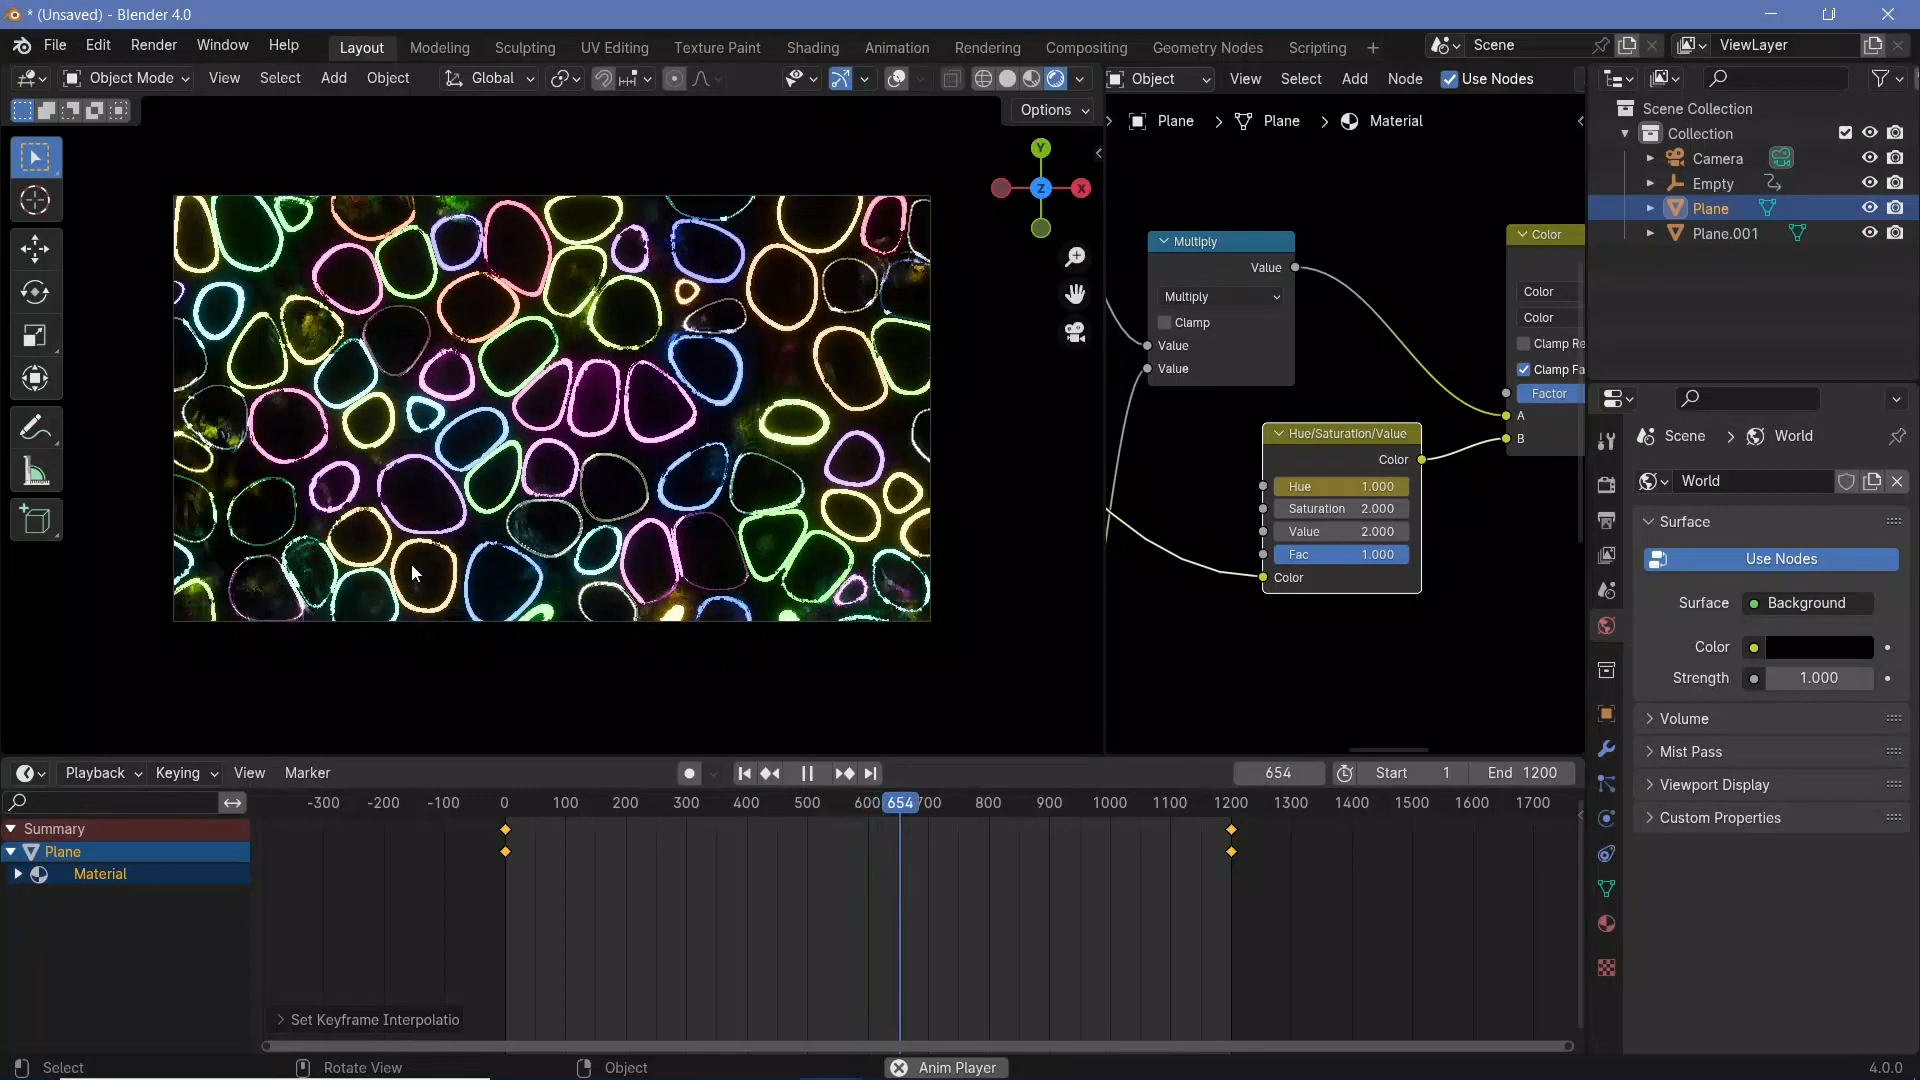 * (Unsaved) - Blender 4.0
File Edit Render Window Help
Layout Modeling Sculpting UV Editing Texture Paint Shading Animation Rendering Compositing Geometry Nodes Scripting +
Scene
ViewLayer
Object Mode View Select Add Object Global
Object View Select Add Node Use Nodes
Options
Plane > Plane > Material
Scene Collection
Collection
Camera
Empty
Plane
Plane.001
Y
Z
X
Multiply
Value
Multiply
Clamp
Value
Value
Color
Color
Color
Clamp Re
Clamp Fa
Factor
A
B
Hue/Saturation/Value
Color
Hue 1.000
Saturation 2.000
Value 2.000
Fac 1.000
Color
Scene > World
World
Surface
Use Nodes
Surface Background
Color
Strength 1.000
Volume
Mist Pass
Viewport Display
Custom Properties
Playback Keying View Marker
654 Start 1 End 1200
-300 -200 -100 0 100 200 300 400 500 600 654 700 800 900 1000 1100 1200 1300 1400 1500 1600 1700
Summary
Plane
Material
Set Keyframe Interpolatio
Select Rotate View Object Anim Player 4.0.0